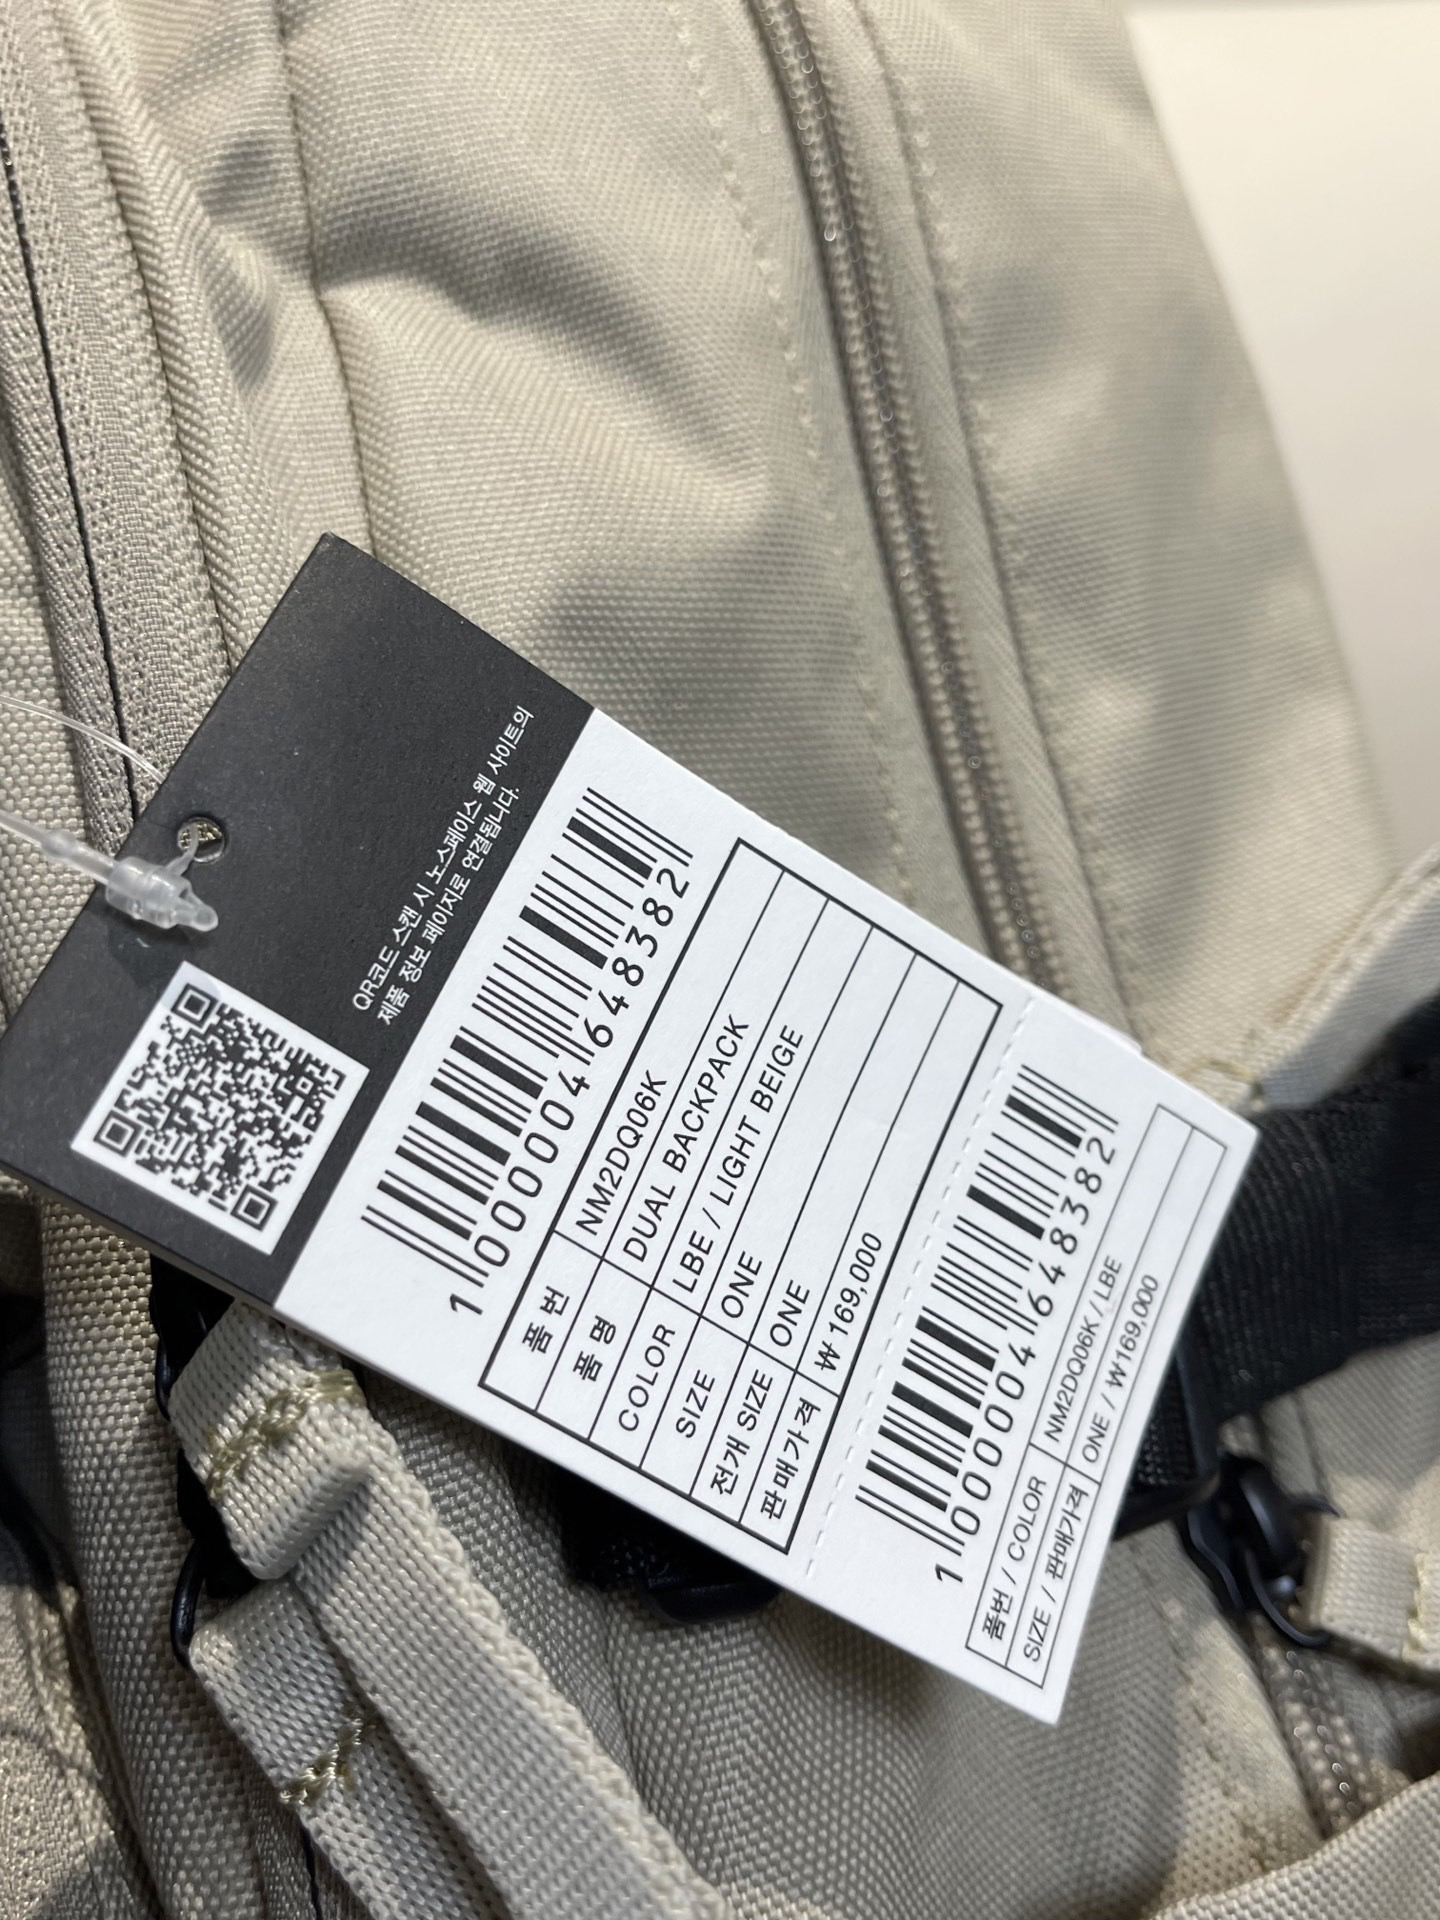 QR코드 스캔 시 노스페이스 웹 사이트의
제품 정보 페이지로 연결됩니다.
1000004648382
품 번 NM2DQ06K
품 명 DUAL BACKPACK
COLOR LBE / LIGHT BEIGE
SIZE ONE
전개 SIZE ONE
판매가격 ₩ 169,000
1000004648382
품번 / COLOR NM2DQ06K / LBE
SIZE / 판매가격 ONE / ₩169,000